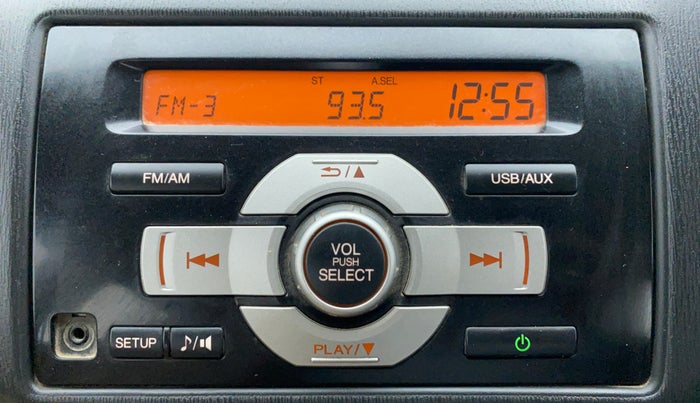 ST A.SEL
FM-3 93.5 12:55
FM/AM
USB/AUX
VOL
PUSH
SELECT
SETUP
PLAY/